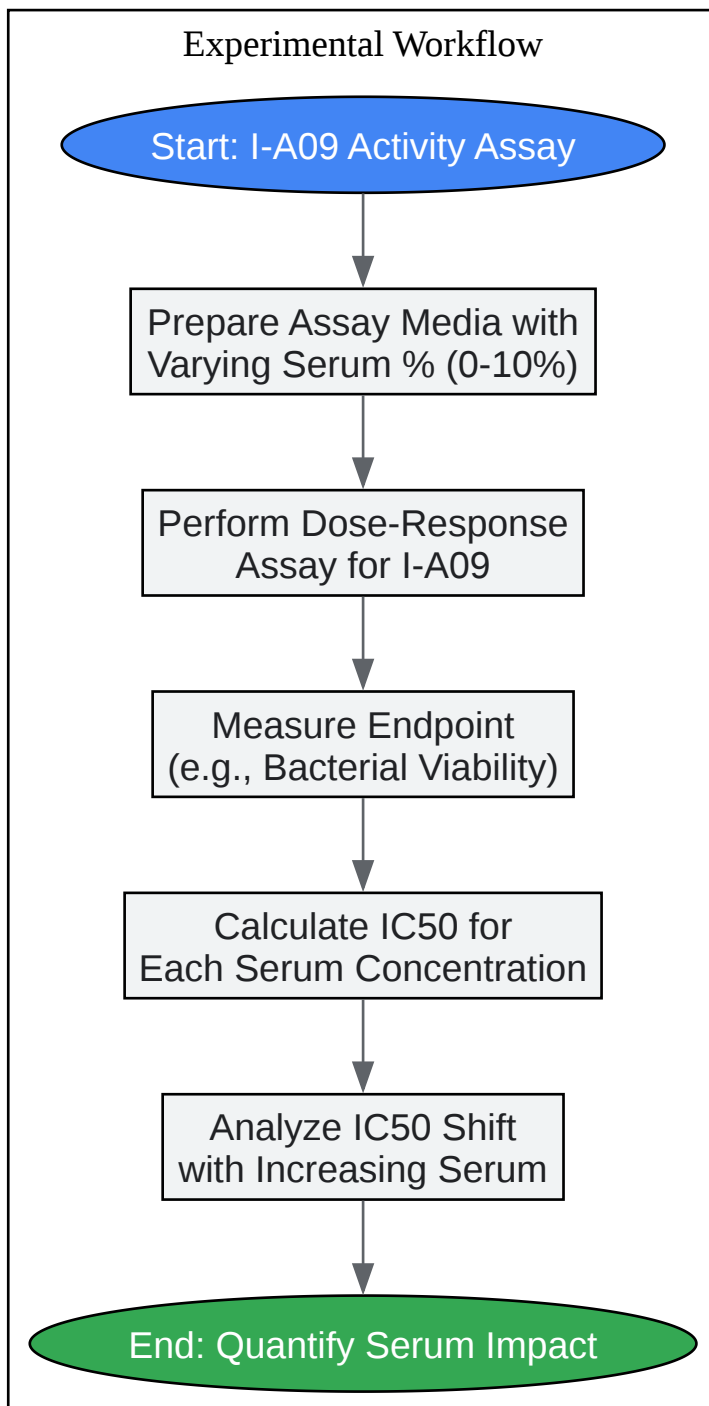 Experimental Workflow
Start: I-A09 Activity Assay
Prepare Assay Media with
Varying Serum % (0-10%)
Perform Dose-Response
Assay for I-A09
Measure Endpoint
(e.g., Bacterial Viability)
Calculate IC50 for
Each Serum Concentration
Analyze IC50 Shift
with Increasing Serum
End: Quantify Serum Impact